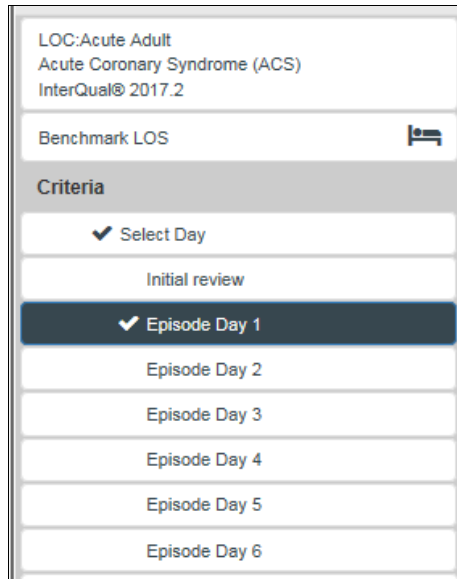 LOC:Acute Adult
Acute Coronary Syndrome (ACS)
InterQual® 2017.2
Benchmark LOS
Criteria
Select Day
Initial review
Episode Day 1
Episode Day 2
Episode Day 3
Episode Day 4
Episode Day 5
Episode Day 6